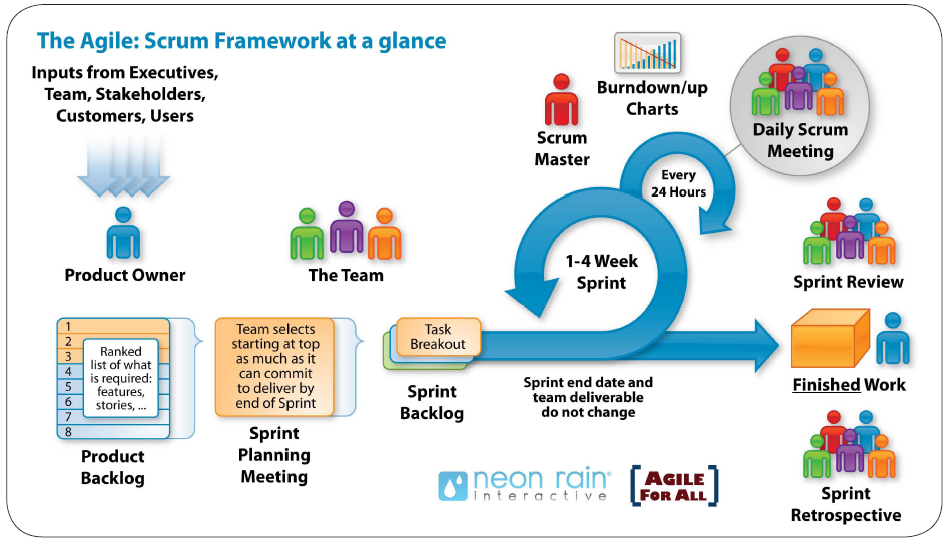 The Agile: Scrum Framework at a glance
Inputs from Executives,
Team, Stakeholders,
Customers, Users
Product Owner
The Team
Scrum
Master
Burndown/up
Charts
Daily Scrum
Meeting
Every
24 Hours
1-4 Week
Sprint
Sprint Review
1
2
3
4
5
6
7
8
Ranked
list of what
is required:
features,
stories, ...
Product
Backlog
Team selects
starting at top
as much as it
can commit
to deliver by
end of Sprint
Sprint
Planning
Meeting
Task
Breakout
Sprint
Backlog
Sprint end date and
team deliverable
do not change
Finished Work
Sprint
Retrospective
neon rain®
interactive
AGILE
FOR ALL